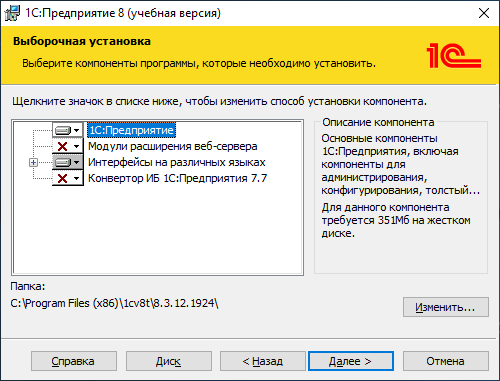 1С:Предприятие 8 (учебная версия)
Выборочная установка
Выберите компоненты программы, которые необходимо установить.
1С
Щелкните значок в списке ниже, чтобы изменить способ установки компонента.
1С:Предприятие
Модули расширения веб-сервера
Интерфейсы на различных языках
Конвертор ИБ 1С:Предприятия 7.7
Описание компонента
Основные компоненты
1С:Предприятия, включая
компоненты для
администрирования,
конфигурирования, толстый...
Для данного компонента
требуется 351Мб на жестком
диске.
Папка:
C:\Program Files (x86)\1cv8t\8.3.12.1924\
Изменить...
Справка
Диск
< Назад
Далее >
Отмена